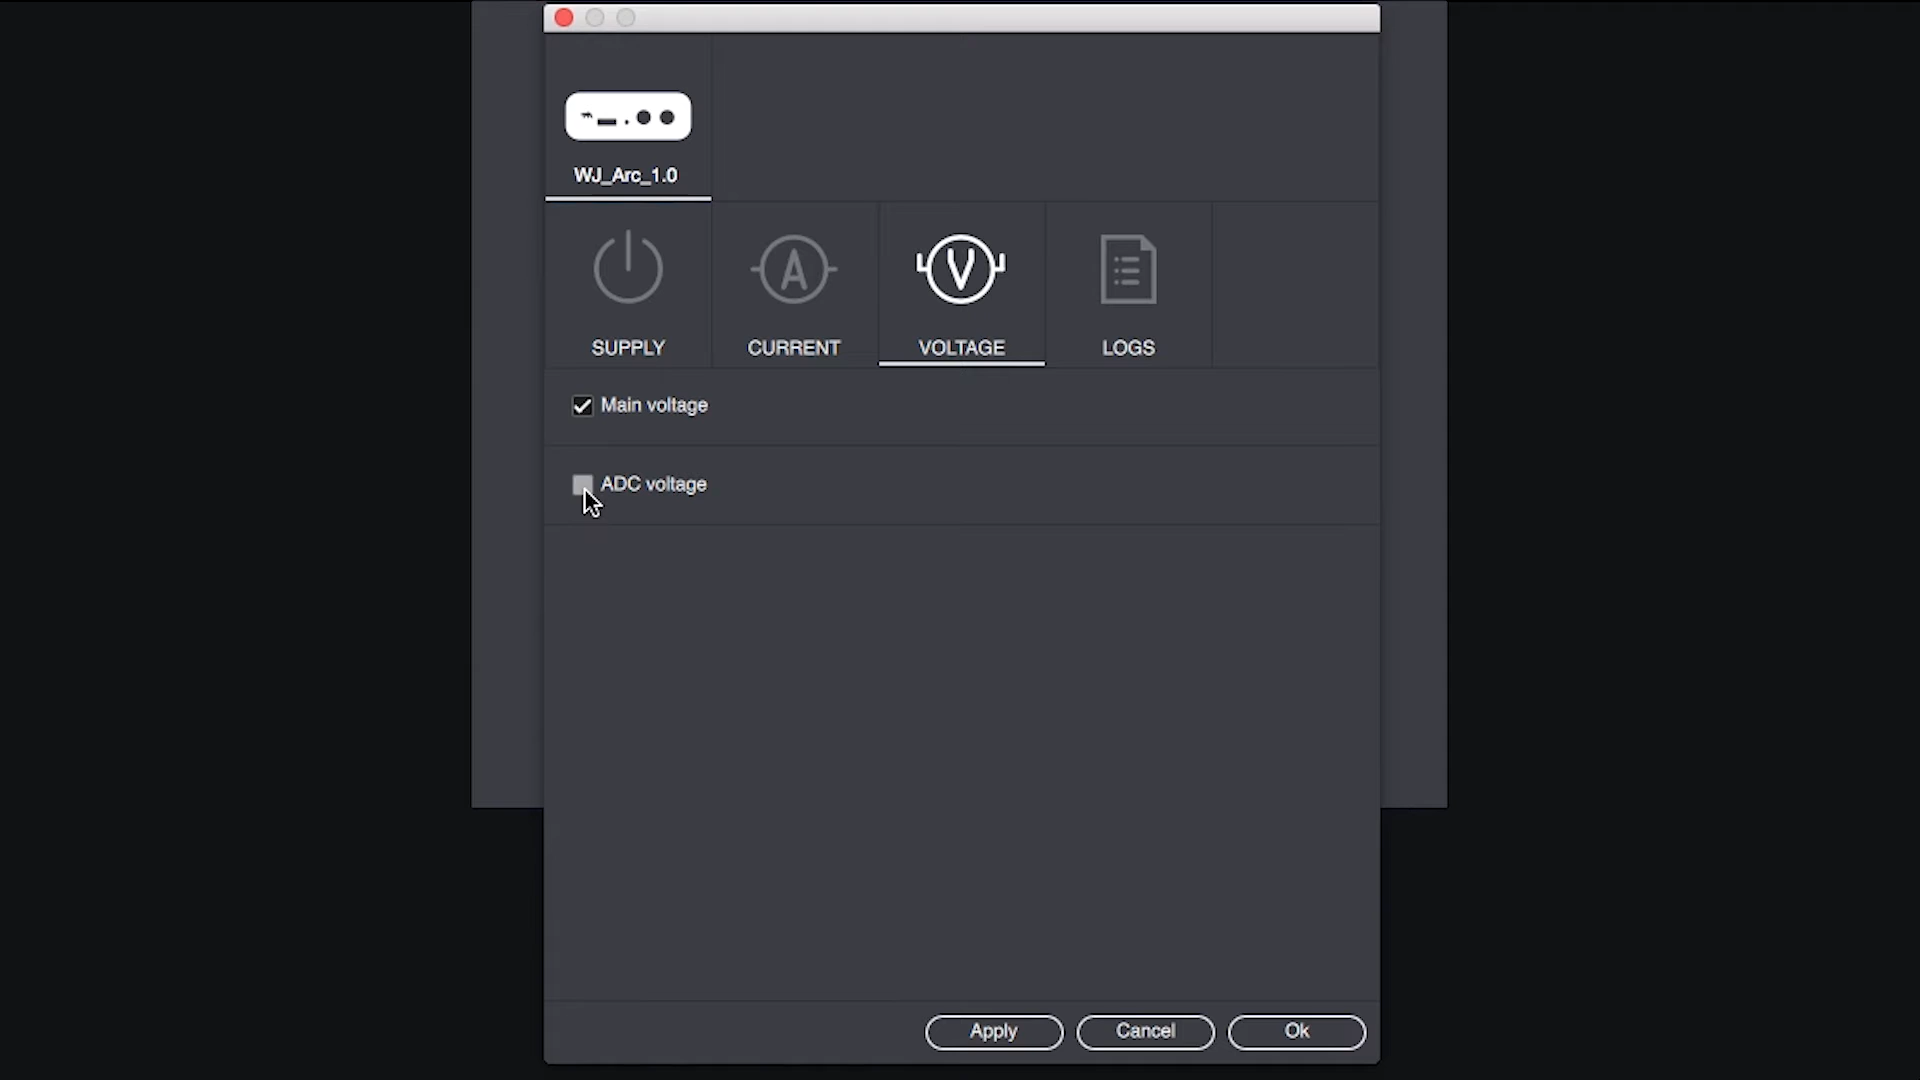 WJ_Arc_1.0
SUPPLY
CURRENT
VOLTAGE
LOGS
Main voltage
ADC voltage
Apply
Cancel
Ok